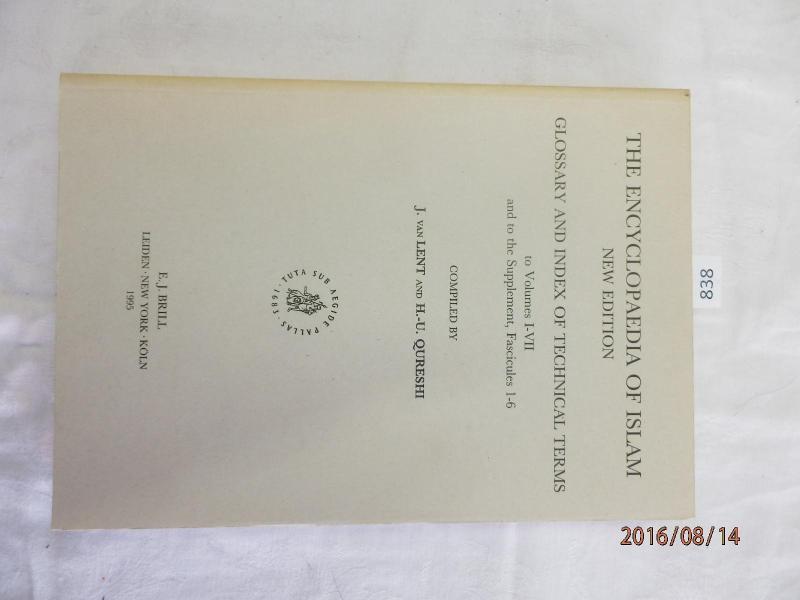 838
THE ENCYCLOPAEDIA OF ISLAM
NEW EDITION
GLOSSARY AND INDEX OF TECHNICAL TERMS
to Volumes I-VII
and to the Supplement, Fascicules 1-6
COMPILED BY
J. VAN LENT AND H.-U. QURESHI
·TUTA SUB AEGIDE PALLAS·1683·
E.J. BRILL
LEIDEN · NEW YORK · KÖLN
1995
2016/08/14